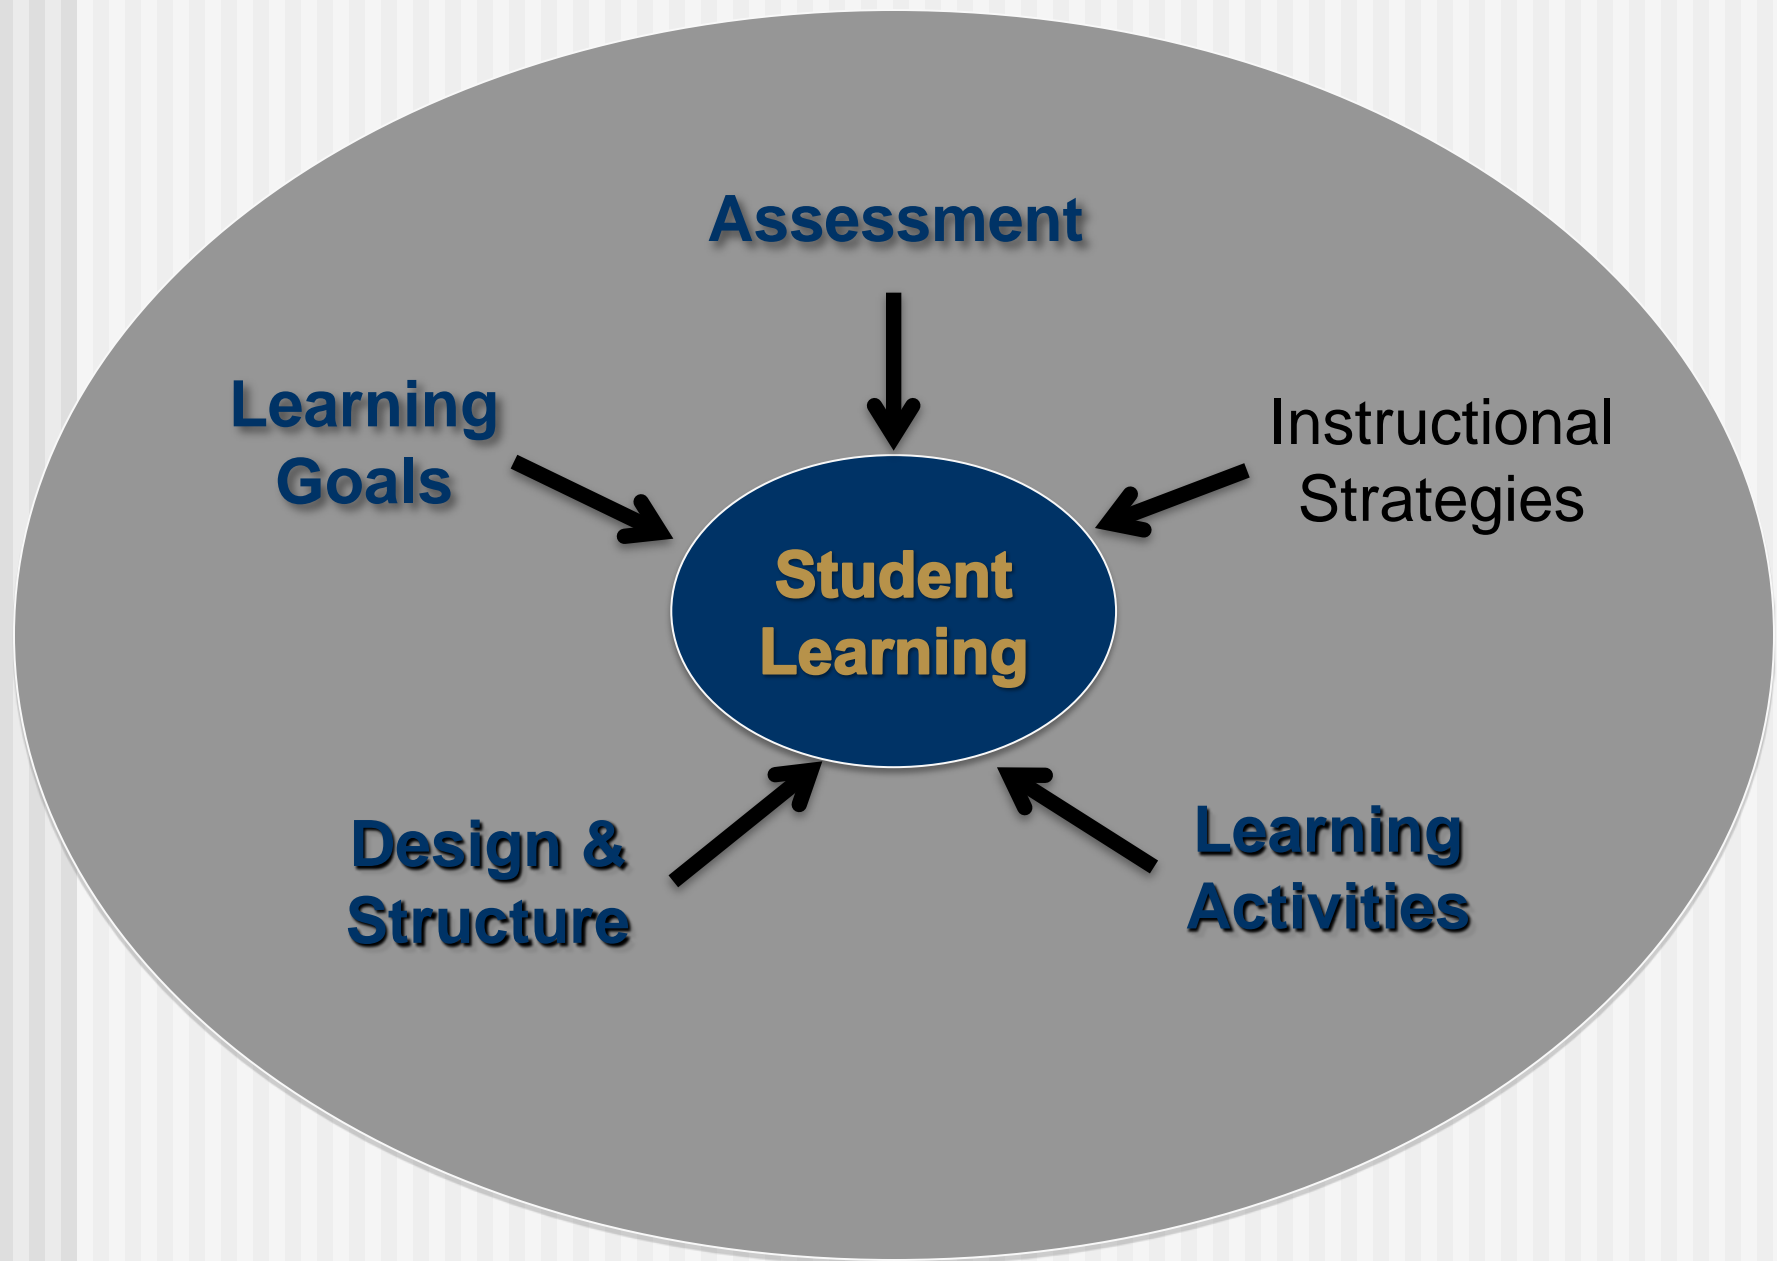 Assessment
Learning
Goals
Instructional
Strategies
Student
Learning
Design &
Structure
Learning
Activities